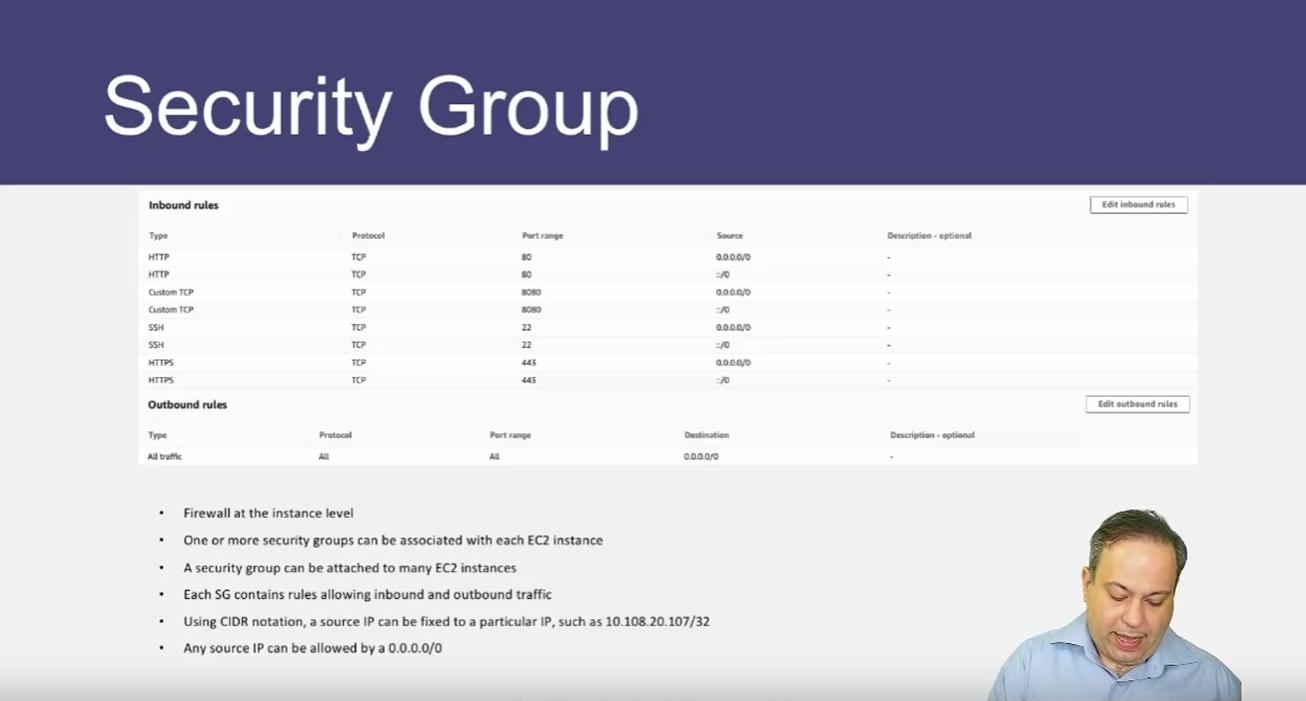 Security Group
Inbound rules Edit inbound rules
Type Protocol Port range Source Description - optional
HTTP TCP 80 0.0.0.0/0 -
HTTP TCP 80 ::/0 -
Custom TCP TCP 8080 0.0.0.0/0 -
Custom TCP TCP 8080 ::/0 -
SSH TCP 22 0.0.0.0/0 -
SSH TCP 22 ::/0 -
HTTPS TCP 443 0.0.0.0/0 -
HTTPS TCP 443 ::/0 -
Outbound rules Edit outbound rules
Type Protocol Port range Destination Description - optional
All traffic All All 0.0.0.0/0 -
• Firewall at the instance level
• One or more security groups can be associated with each EC2 instance
• A security group can be attached to many EC2 instances
• Each SG contains rules allowing inbound and outbound traffic
• Using CIDR notation, a source IP can be fixed to a particular IP, such as 10.108.20.107/32
• Any source IP can be allowed by a 0.0.0.0/0